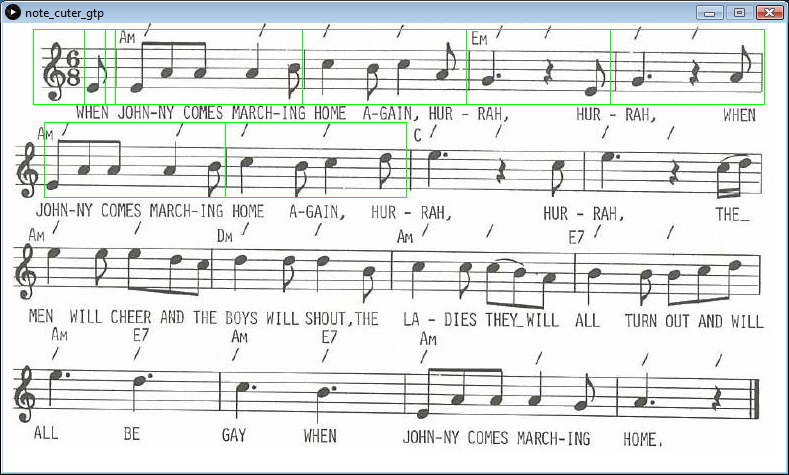 note_cuter_gtp
Am Em
6
8
WHEN JOHN-NY COMES MARCH-ING HOME A-GAIN, HUR - RAH, HUR - RAH, WHEN
Am C
JOHN-NY COMES MARCH-ING HOME A-GAIN, HUR - RAH, HUR - RAH, THE_
Am Dm Am E7
MEN WILL CHEER AND THE BOYS WILL SHOUT, THE LA - DIES THEY_WILL ALL TURN OUT AND WILL
Am E7 Am E7 Am
ALL BE GAY WHEN JOHN-NY COMES MARCH-ING HOME.